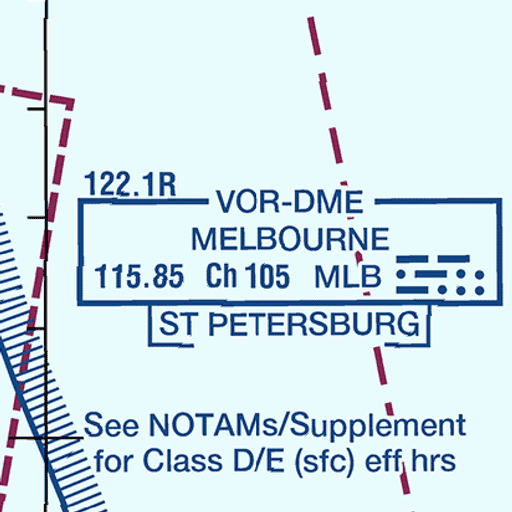 122.1R
VOR-DME
MELBOURNE
115.85 Ch 105 MLB
ST PETERSBURG
See NOTAMs/Supplement
for Class D/E (sfc) eff hrs